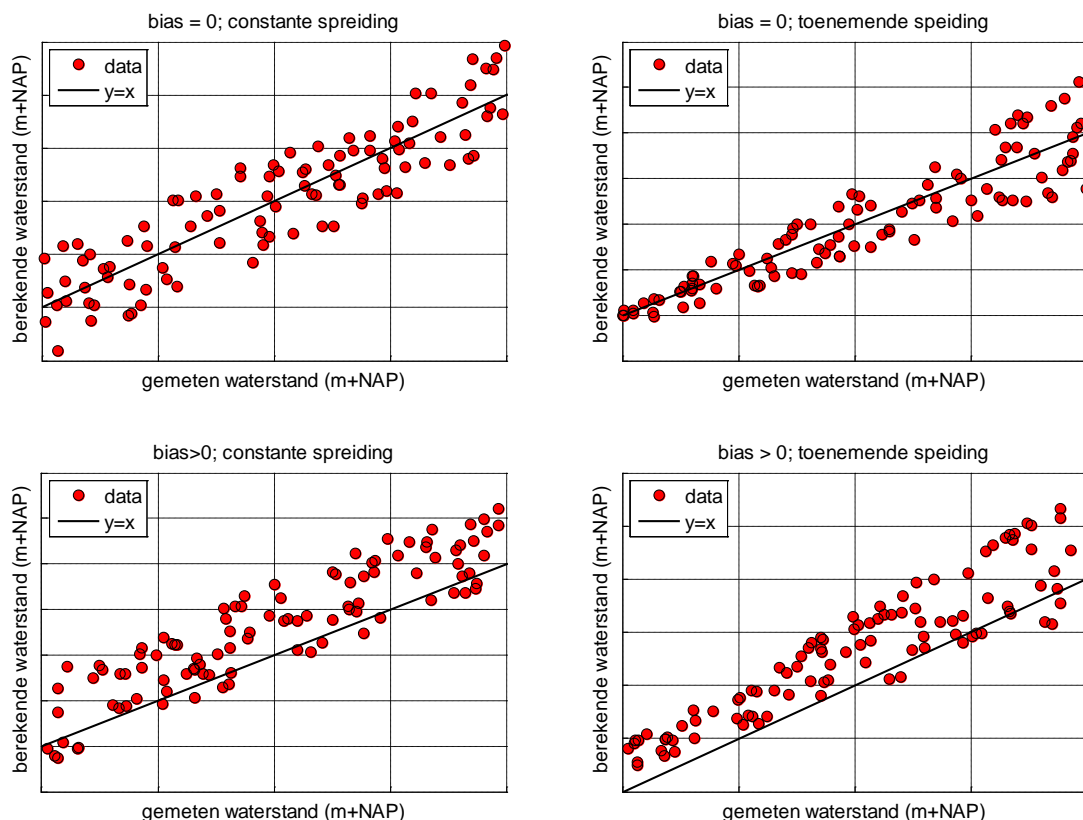 bias = 0; constante spreiding
data
y=x
berekende waterstand (m+NAP)
gemeten waterstand (m+NAP)
bias = 0; toenemende speiding
data
y=x
berekende waterstand (m+NAP)
gemeten waterstand (m+NAP)
bias>0; constante spreiding
data
y=x
berekende waterstand (m+NAP)
gemeten waterstand (m+NAP)
bias > 0; toenemende speiding
data
y=x
berekende waterstand (m+NAP)
gemeten waterstand (m+NAP)